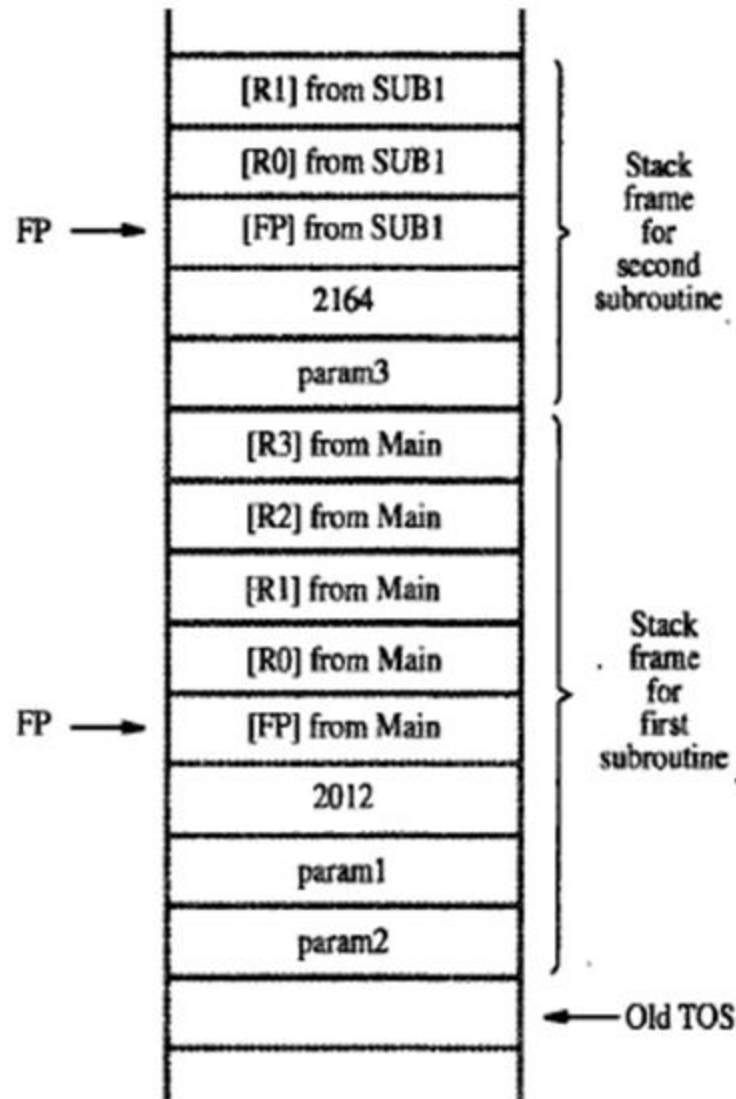 [R1] from SUB1
[R0] from SUB1
FP
[FP] from SUB1
2164
param3
Stack
frame
for
second
subroutine
[R3] from Main
[R2] from Main
[R1] from Main
[R0] from Main
FP
[FP] from Main
2012
param1
param2
Stack
frame
for
first
subroutine
Old TOS